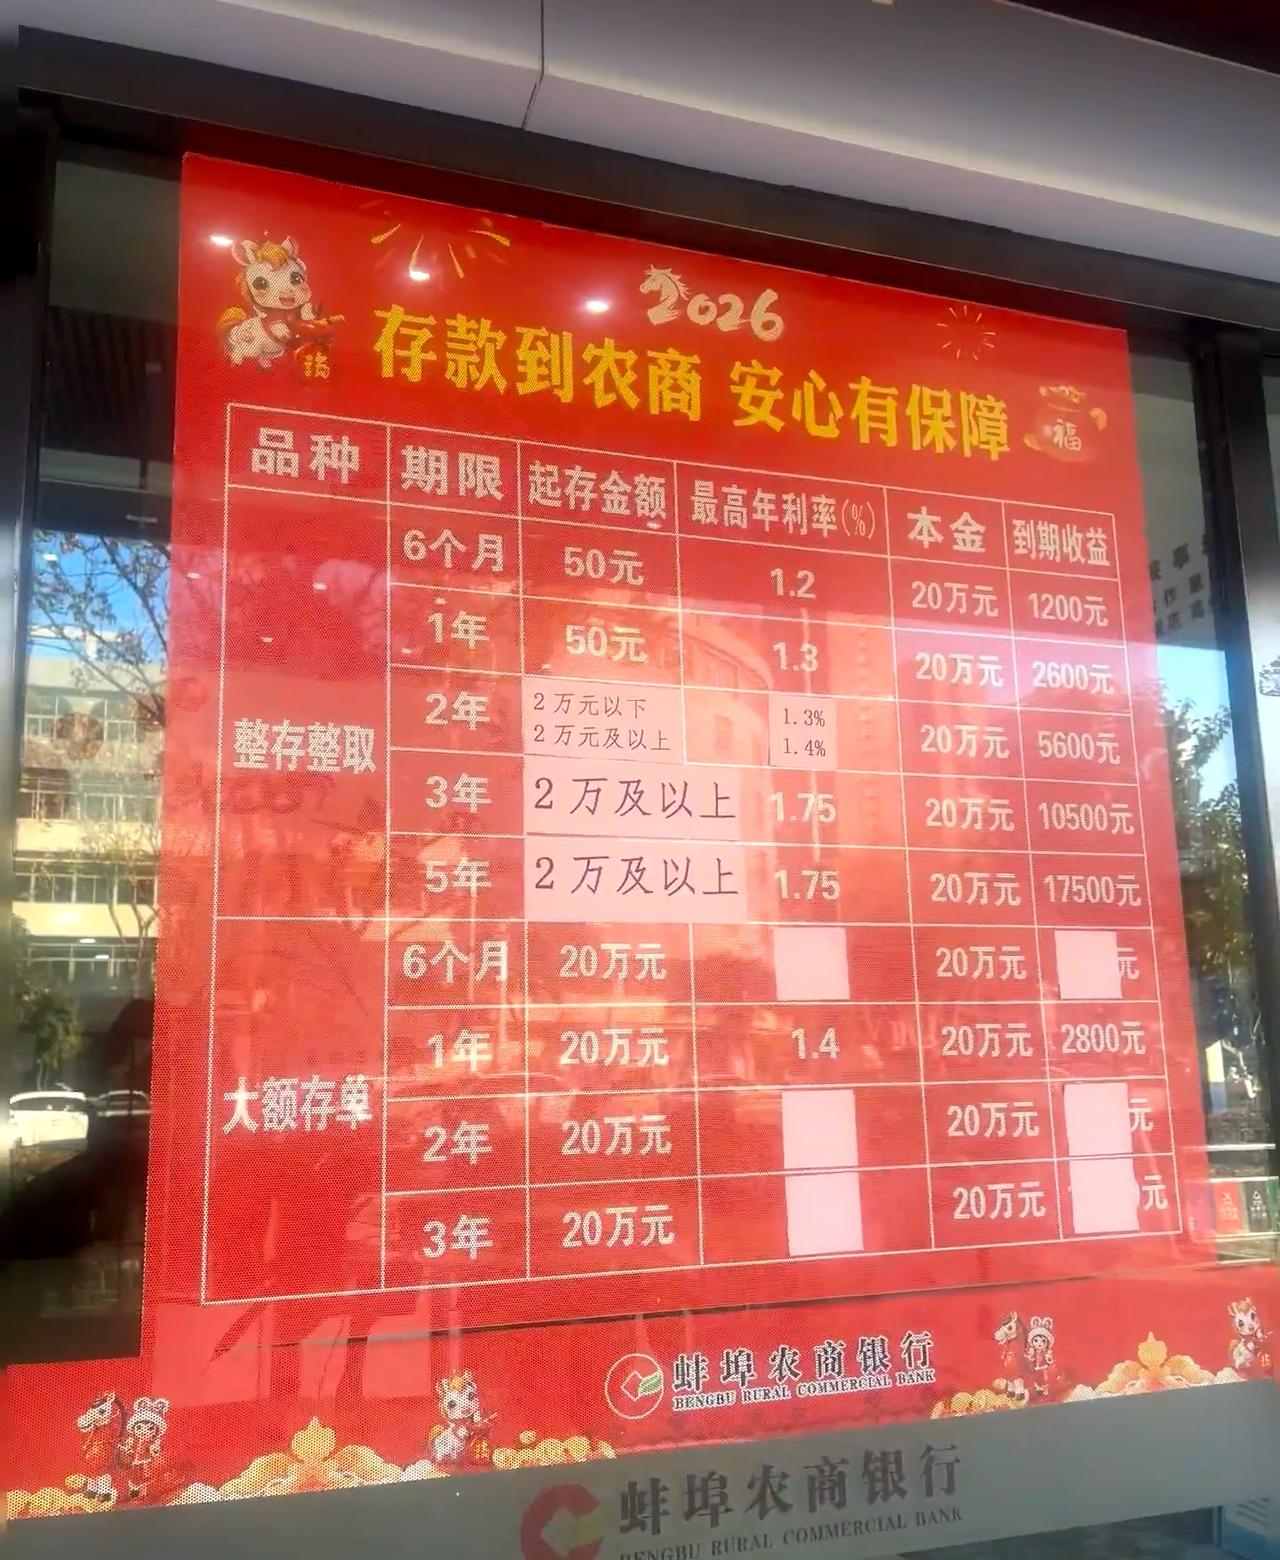 2026
存款到农商 安心有保障
福
品种 期限 起存金额 最高年利率(%) 本金 到期收益
整存整取
6个月 50元 1.2 20万元 1200元
1年 50元 1.3 20万元 2600元
2年 2万元以下 1.3%
2万元及以上 1.4% 20万元 5600元
3年 2万及以上 1.75 20万元 10500元
5年 2万及以上 1.75 20万元 17500元
大额存单
6个月 20万元 20万元 元
1年 20万元 1.4 20万元 2800元
2年 20万元 20万元 元
3年 20万元 20万元 元
蚌埠农商银行
BENGBU RURAL COMMERCIAL BANK
蚌埠农商银行
BENGBU RURAL COMMERCIAL BANK